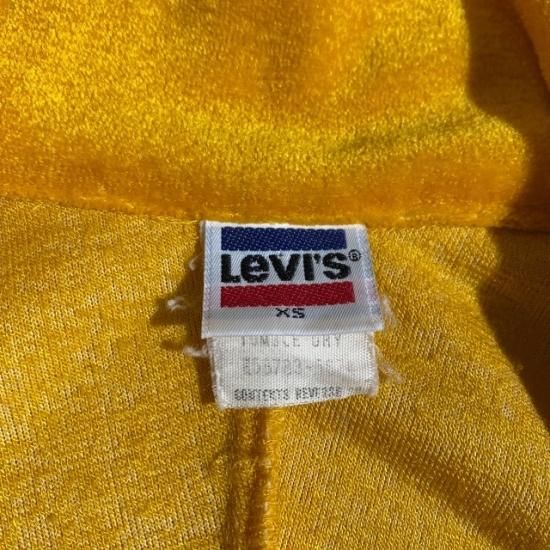 Levi's®
XS
TUMBLE DRY
CONTENTS REVERSE